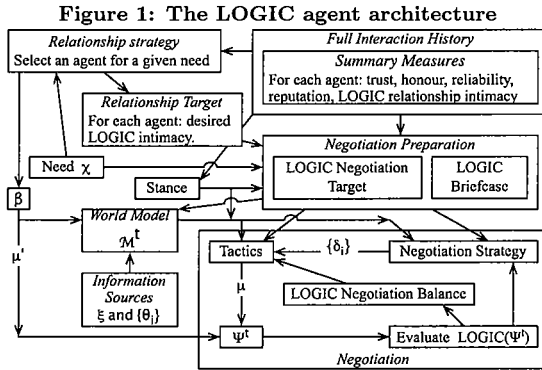 Figure 1: The LOGIC agent architecture
Relationship strategy
Select an agent for a given need
Full Interaction History
Summary Measures
For each agent: trust, honour, reliability,
reputation, LOGIC relationship intimacy
Relationship Target
For each agent: desired
LOGIC intimacy.
Negotiation Preparation
LOGIC Negotiation
Target
LOGIC
Briefcase
Need χ
Stance
β
World Model
M^t
Tactics
{δ_i}
Negotiation Strategy
μ'
Information
Sources
ξ and {θ_i}
μ
LOGIC Negotiation Balance
Ψ^t
Evaluate LOGIC(Ψ^t)
Negotiation